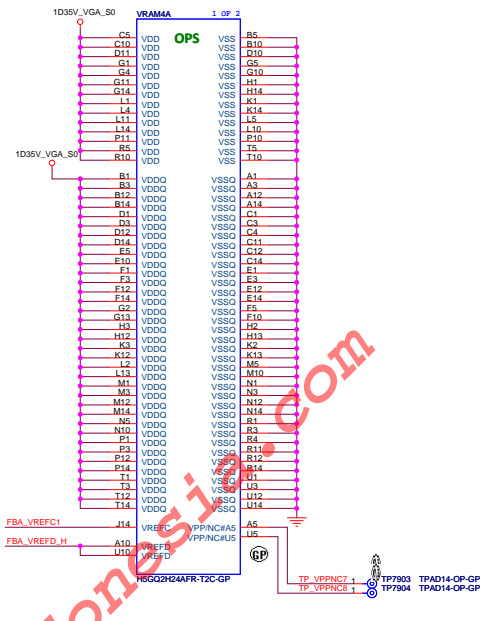 1D35V_VGA_S0 VRAM4A 1 OF 2
OPS
C5 VDD VSS B5
C10 VDD VSS B10
D11 VDD VSS D10
G1 VDD VSS G5
G4 VDD VSS G10
G11 VDD VSS H1
G14 VDD VSS H14
L1 VDD VSS K1
L4 VDD VSS K14
L11 VDD VSS L5
L14 VDD VSS L10
P11 VDD VSS P10
R5 VDD VSS T5
R10 VDD VSS T10
1D35V_VGA_S0
B1 VDDQ VSSQ A1
B3 VDDQ VSSQ A3
B12 VDDQ VSSQ A12
B14 VDDQ VSSQ A14
D1 VDDQ VSSQ C1
D3 VDDQ VSSQ C3
D12 VDDQ VSSQ C4
D14 VDDQ VSSQ C11
E5 VDDQ VSSQ C12
E10 VDDQ VSSQ C14
F1 VDDQ VSSQ E1
F3 VDDQ VSSQ E3
F12 VDDQ VSSQ E12
F14 VDDQ VSSQ E14
G2 VDDQ VSSQ F5
G13 VDDQ VSSQ F10
H3 VDDQ VSSQ H2
H12 VDDQ VSSQ H13
K3 VDDQ VSSQ K2
K12 VDDQ VSSQ K13
L2 VDDQ VSSQ M5
L13 VDDQ VSSQ M10
M1 VDDQ VSSQ N1
M3 VDDQ VSSQ N3
M12 VDDQ VSSQ N12
M14 VDDQ VSSQ N14
N5 VDDQ VSSQ R1
N10 VDDQ VSSQ R3
P1 VDDQ VSSQ R4
P3 VDDQ VSSQ R11
P12 VDDQ VSSQ R12
P14 VDDQ VSSQ R14
T1 VDDQ VSSQ U1
T3 VDDQ VSSQ U3
T12 VDDQ VSSQ U12
T14 VDDQ VSSQ U14
FBA_VREFC1 J14 VREFC VPP/NC#A5 A5
VPP/NC#U5 U5
FBA_VREFD_H A10 VREFD
U10 VREFD
GP
H5GQ2H24AFR-T2C-GP
TP_VPPNC7 1 TP7903 TPAD14-OP-GP
TP_VPPNC8 1 TP7904 TPAD14-OP-GP
onesia.com